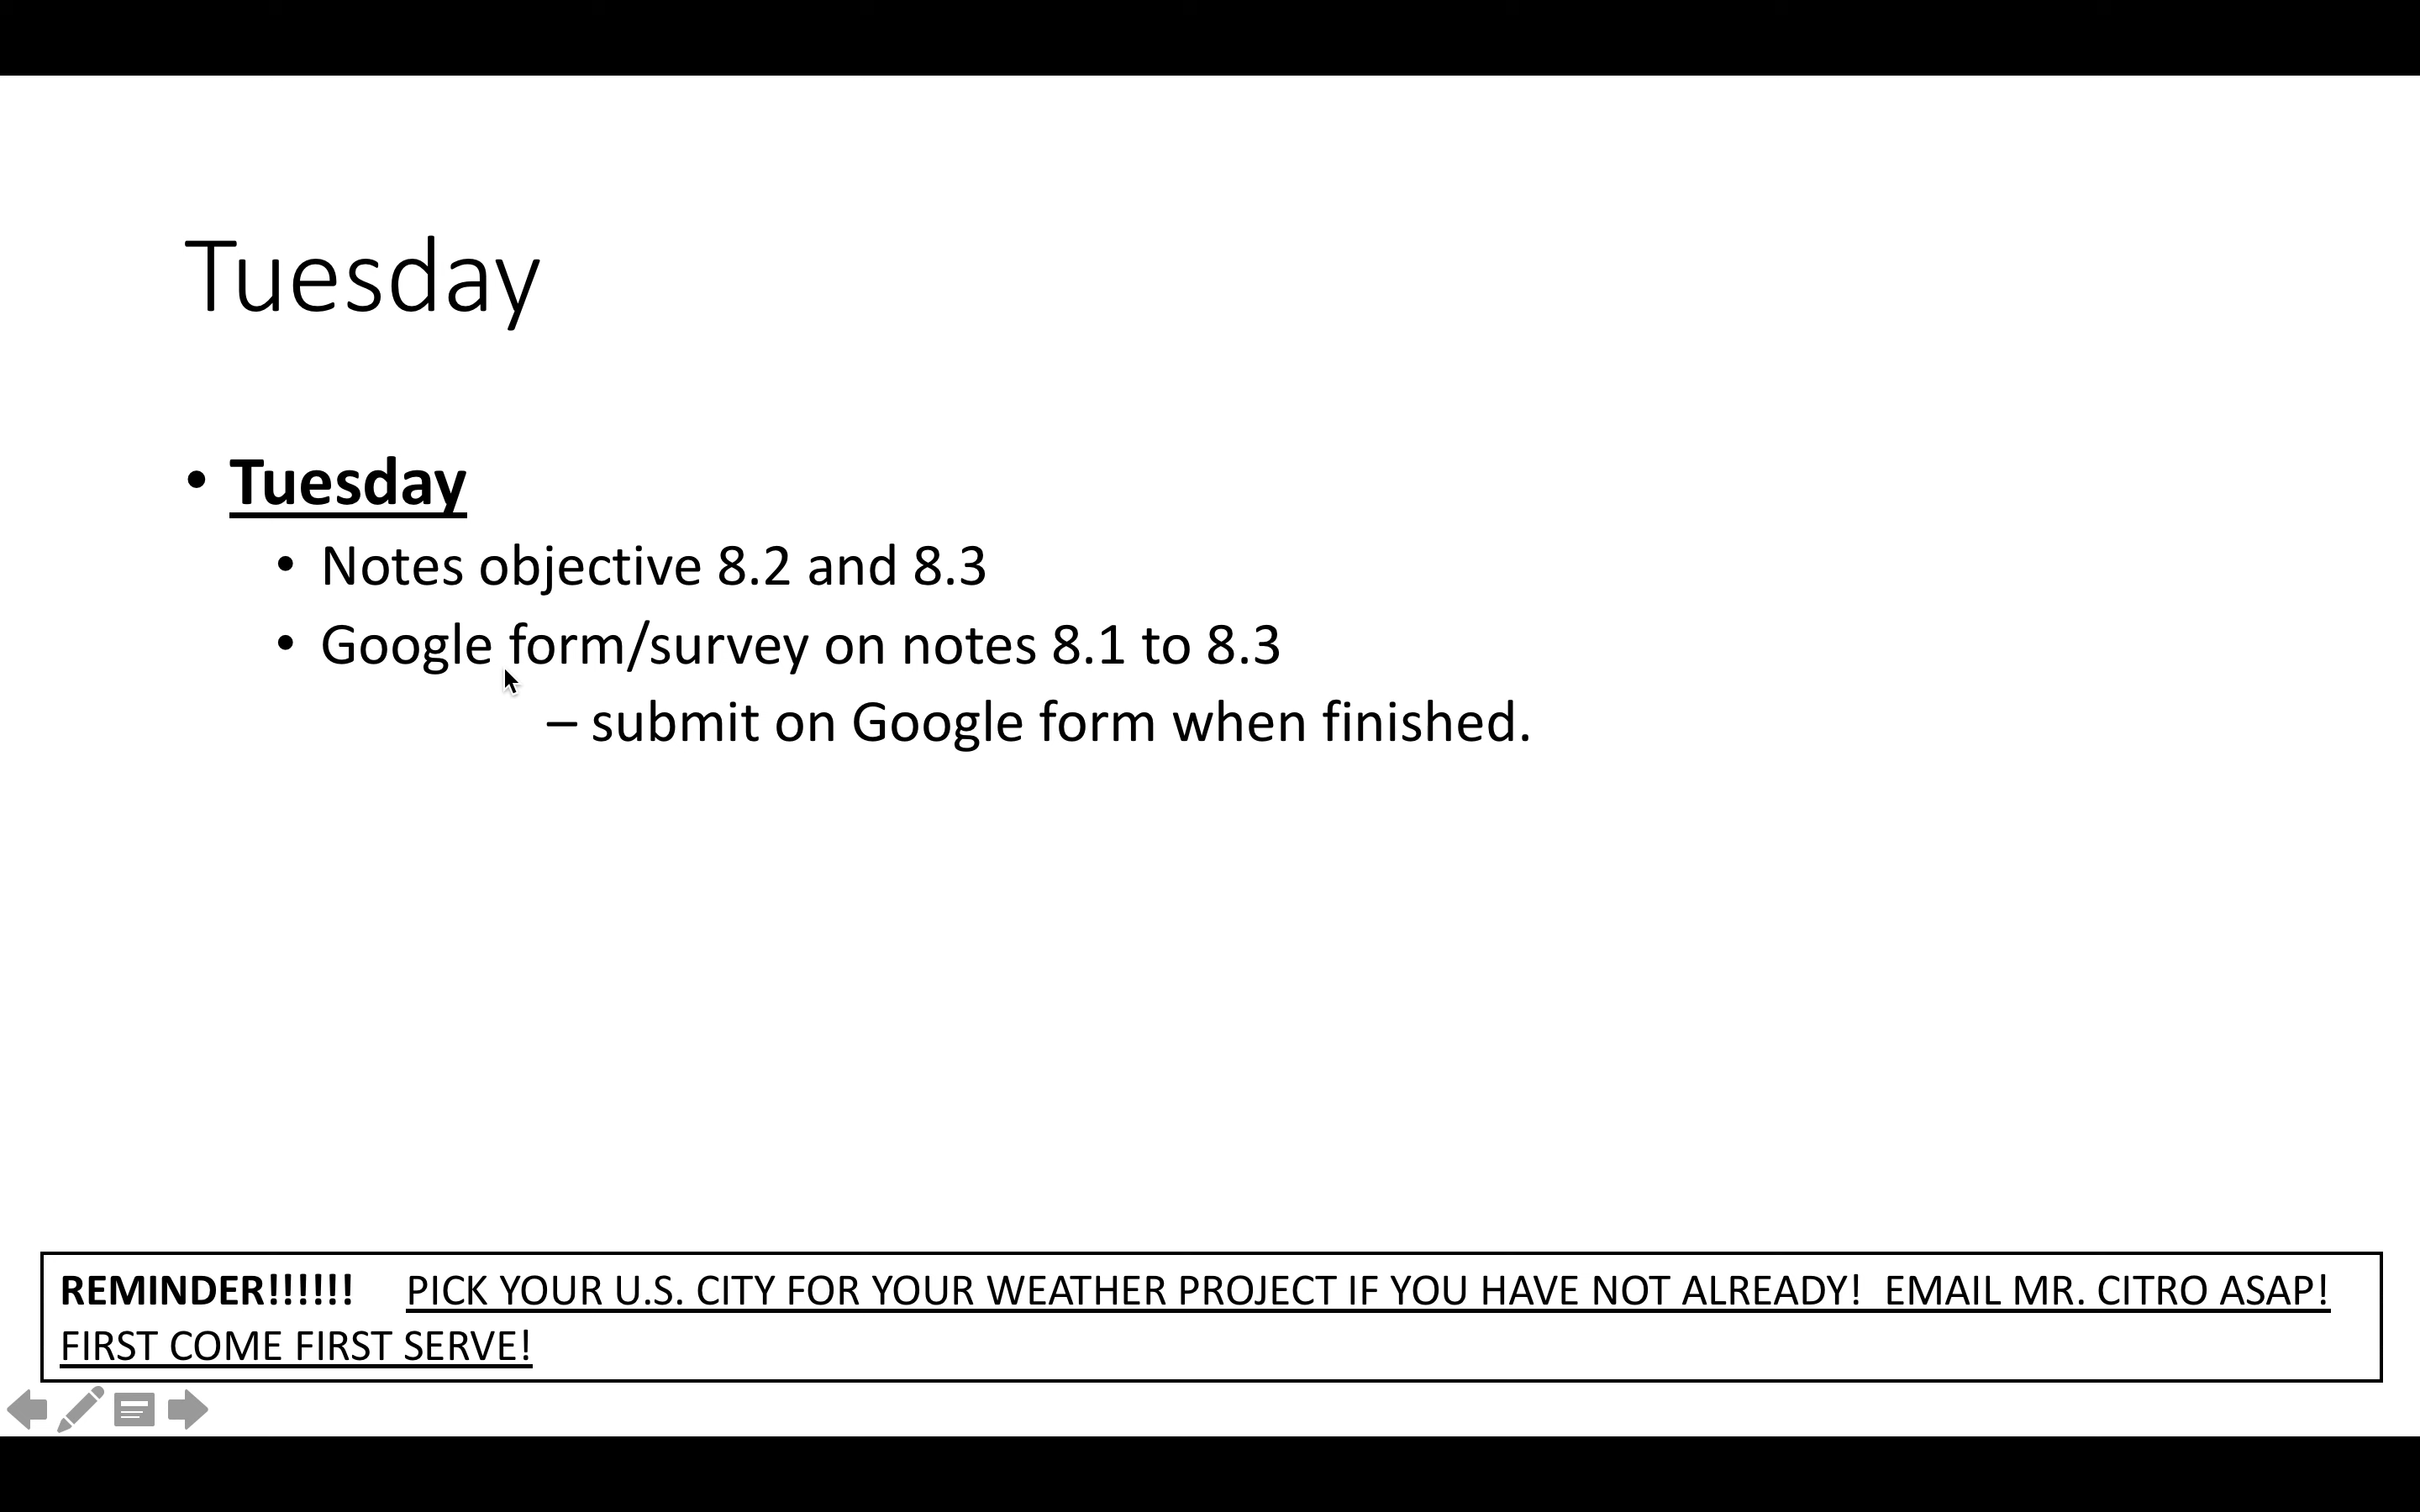 Tuesday
• Tuesday
• Notes objective 8.2 and 8.3
• Google form/survey on notes 8.1 to 8.3
– submit on Google form when finished.
REMINDER!!!!!! PICK YOUR U.S. CITY FOR YOUR WEATHER PROJECT IF YOU HAVE NOT ALREADY! EMAIL MR. CITRO ASAP!
FIRST COME FIRST SERVE!